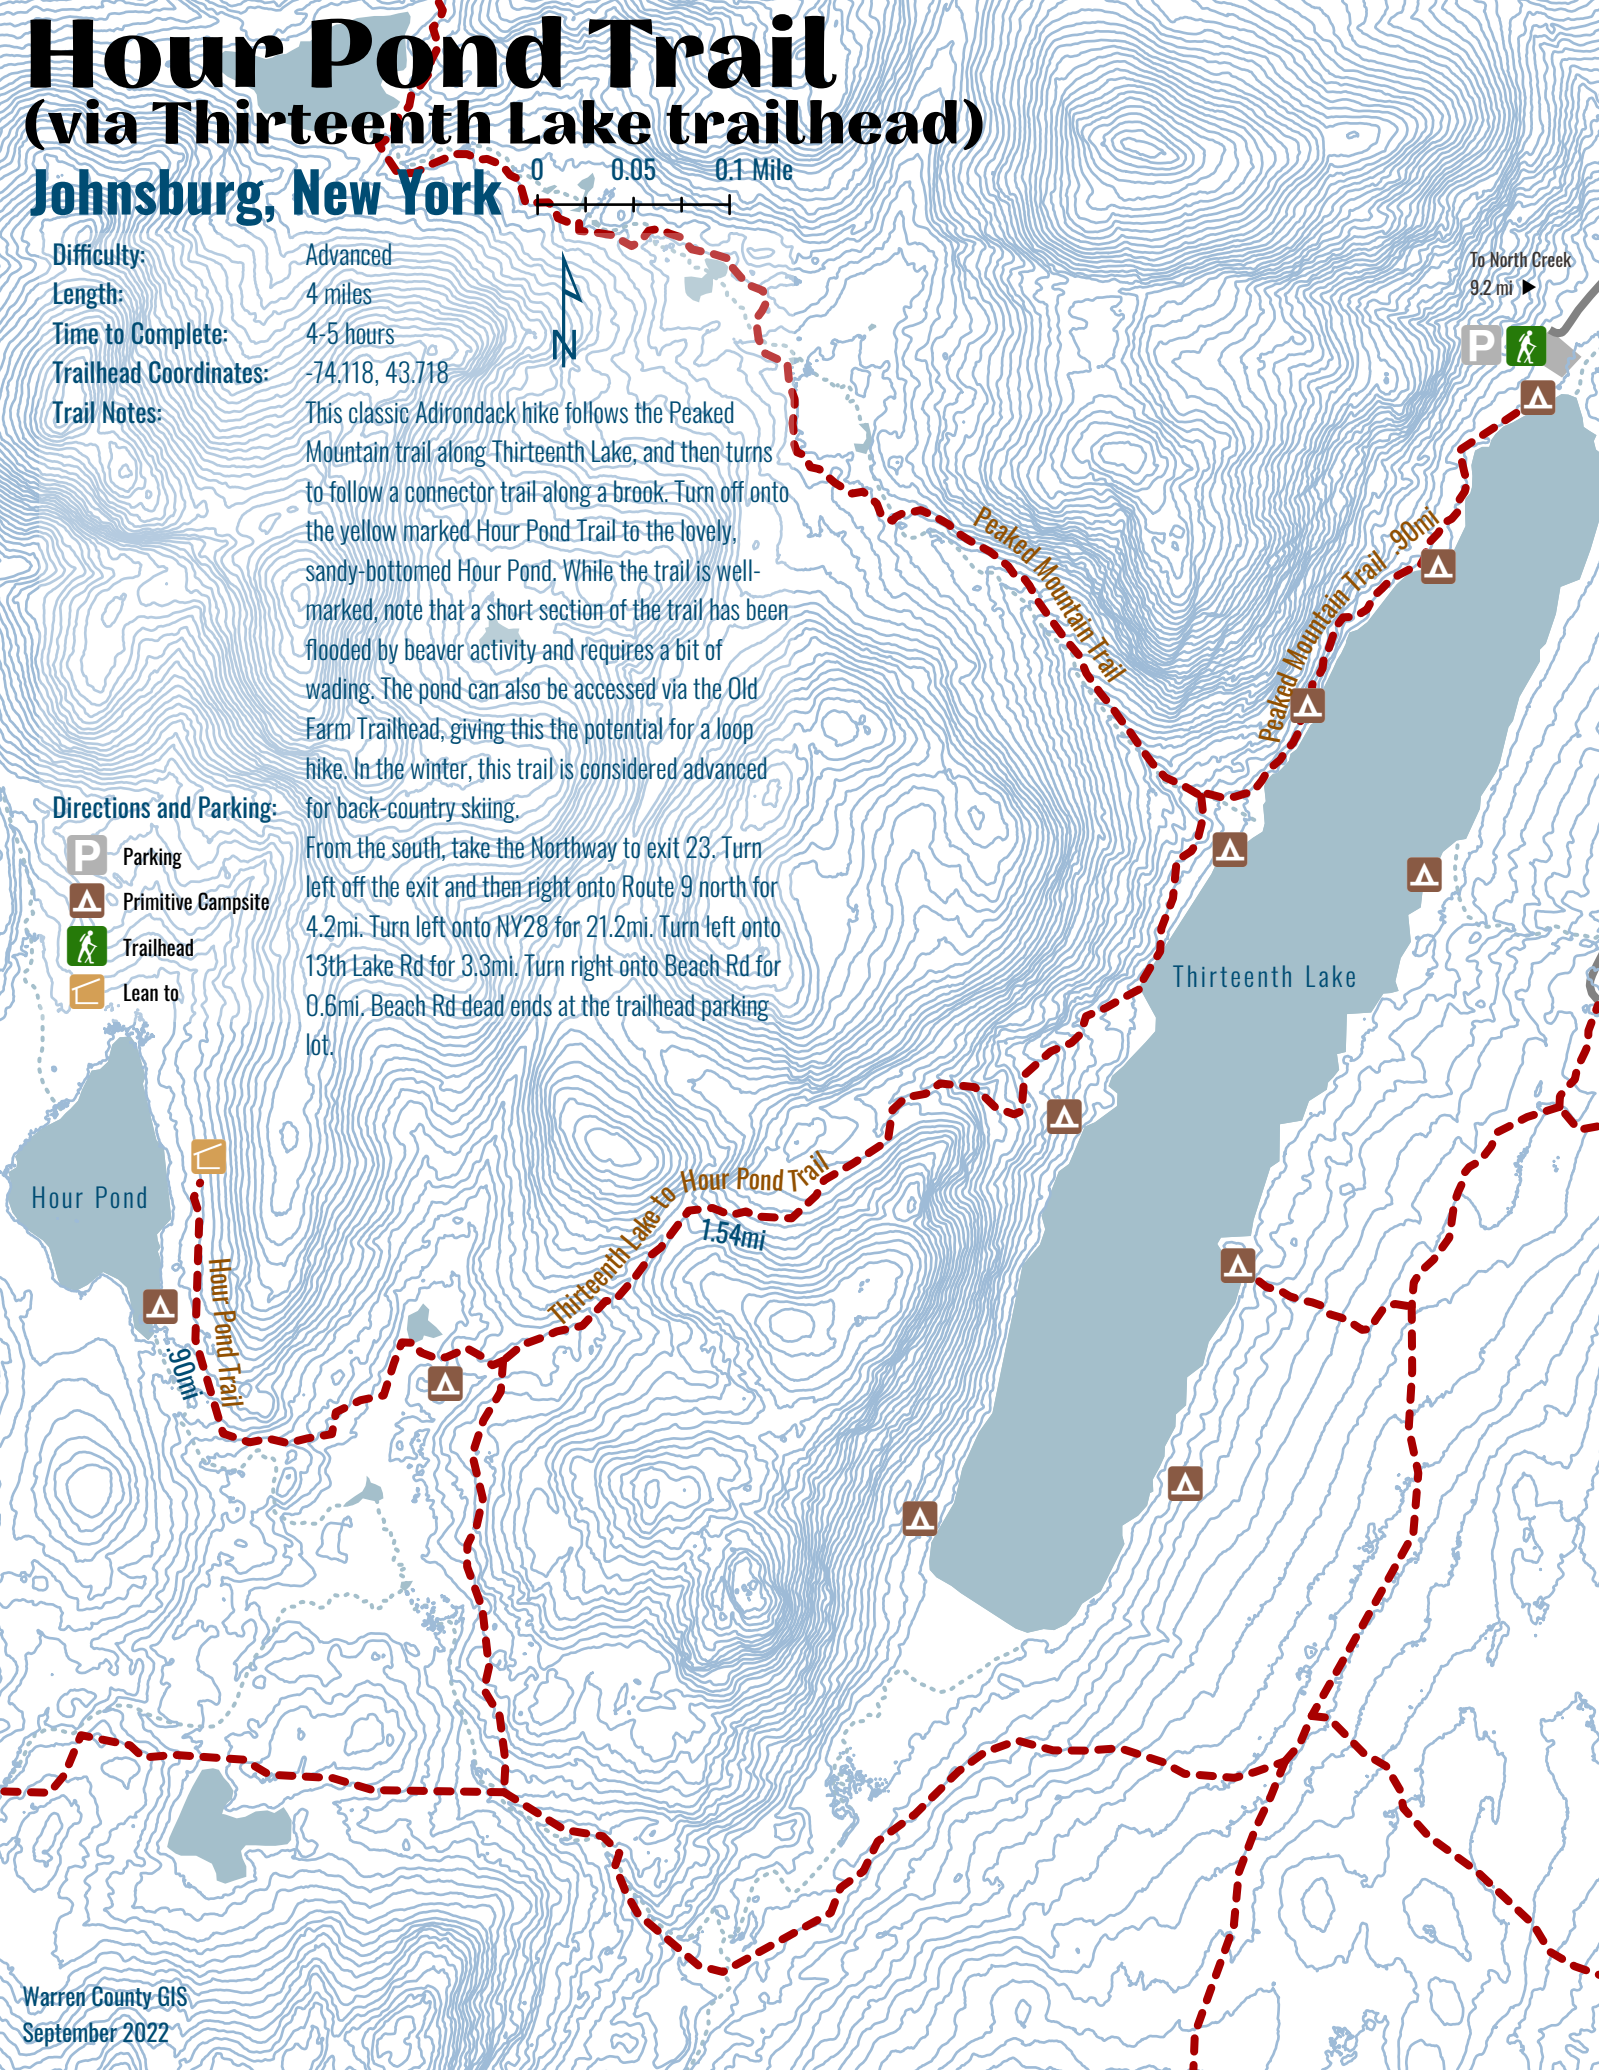 Hour Pond Trail
(via Thirteenth Lake trailhead)
Johnsburg, New York
0 0.05 0.1 Mile
N
Difficulty: Advanced
Length: 4 miles
Time to Complete: 4-5 hours
Trailhead Coordinates: -74.118, 43.718
Trail Notes: This classic Adirondack hike follows the Peaked
Mountain trail along Thirteenth Lake, and then turns
to follow a connector trail along a brook. Turn off onto
the yellow marked Hour Pond Trail to the lovely,
sandy-bottomed Hour Pond. While the trail is well-
marked, note that a short section of the trail has been
flooded by beaver activity and requires a bit of
wading. The pond can also be accessed via the Old
Farm Trailhead, giving this the potential for a loop
hike. In the winter, this trail is considered advanced
for back-country skiing.
Directions and Parking:
From the south, take the Northway to exit 23. Turn
left off the exit and then right onto Route 9 north for
4.2mi. Turn left onto NY28 for 21.2mi. Turn left onto
13th Lake Rd for 3.3mi. Turn right onto Beach Rd for
0.6mi. Beach Rd dead ends at the trailhead parking
lot.
P Parking
Primitive Campsite
Trailhead
Lean to
To North Creek
9.2 mi
P
Peaked Mountain Trail
Peaked Mountain Trail .90mi
Thirteenth Lake
Thirteenth Lake to Hour Pond Trail
1.54mi
Hour Pond
Hour Pond Trail
.90mi
Warren County GIS
September 2022